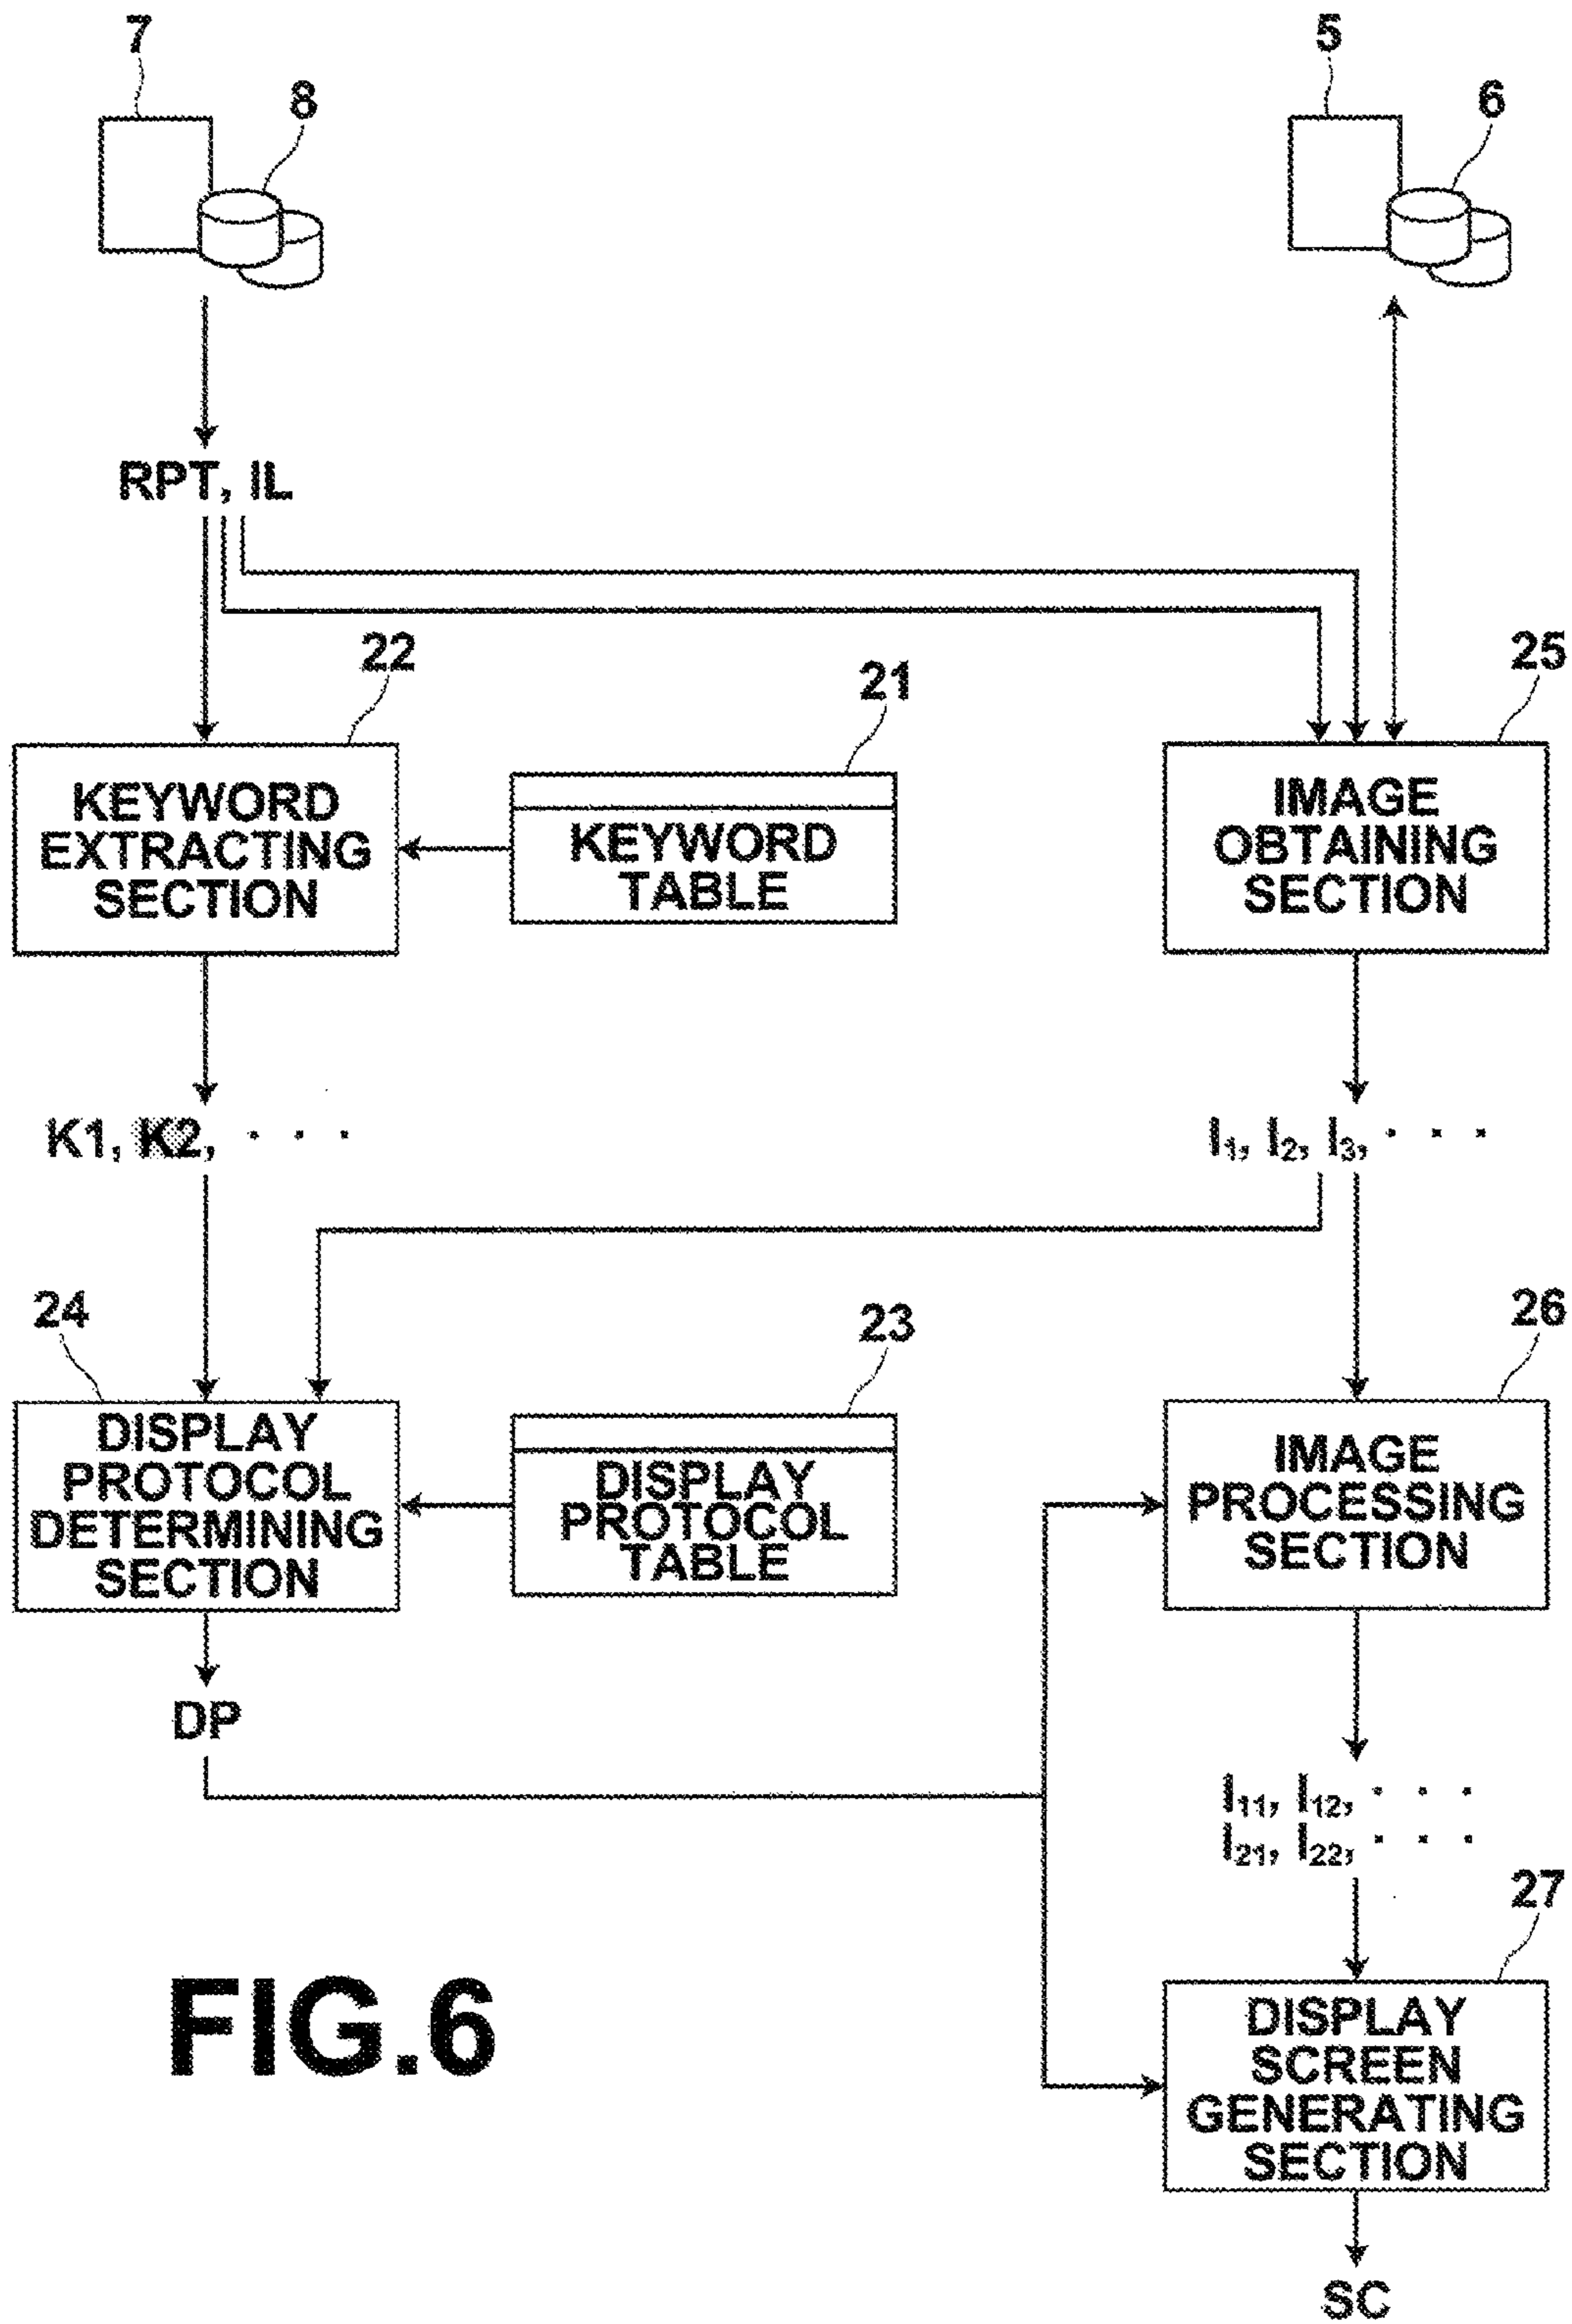 7
8
5
6
RPT, IL
22
21
25
KEYWORD
EXTRACTING
SECTION
KEYWORD
TABLE
IMAGE
OBTAINING
SECTION
K1, K2, · · ·
I₁, I₂, I₃, · · ·
24
23
26
DISPLAY
PROTOCOL
DETERMINING
SECTION
DISPLAY
PROTOCOL
TABLE
IMAGE
PROCESSING
SECTION
DP
I₁₁, I₁₂, · · ·
I₂₁, I₂₂, · · ·
27
DISPLAY
SCREEN
GENERATING
SECTION
FIG.6
SC